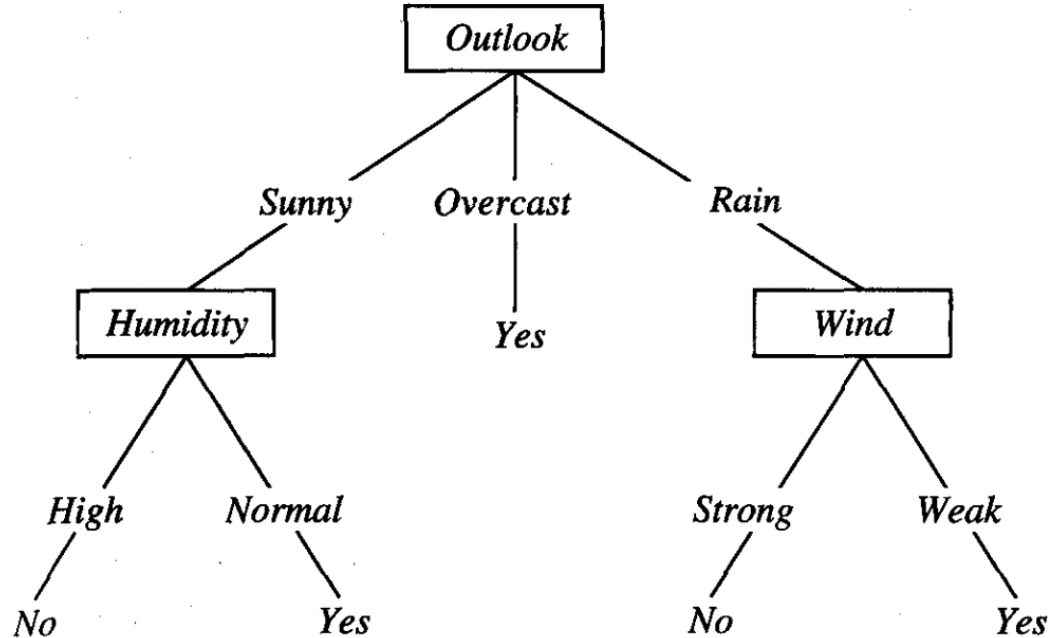 Outlook
Sunny Overcast Rain
Humidity Yes Wind
High Normal Strong Weak
No Yes No Yes